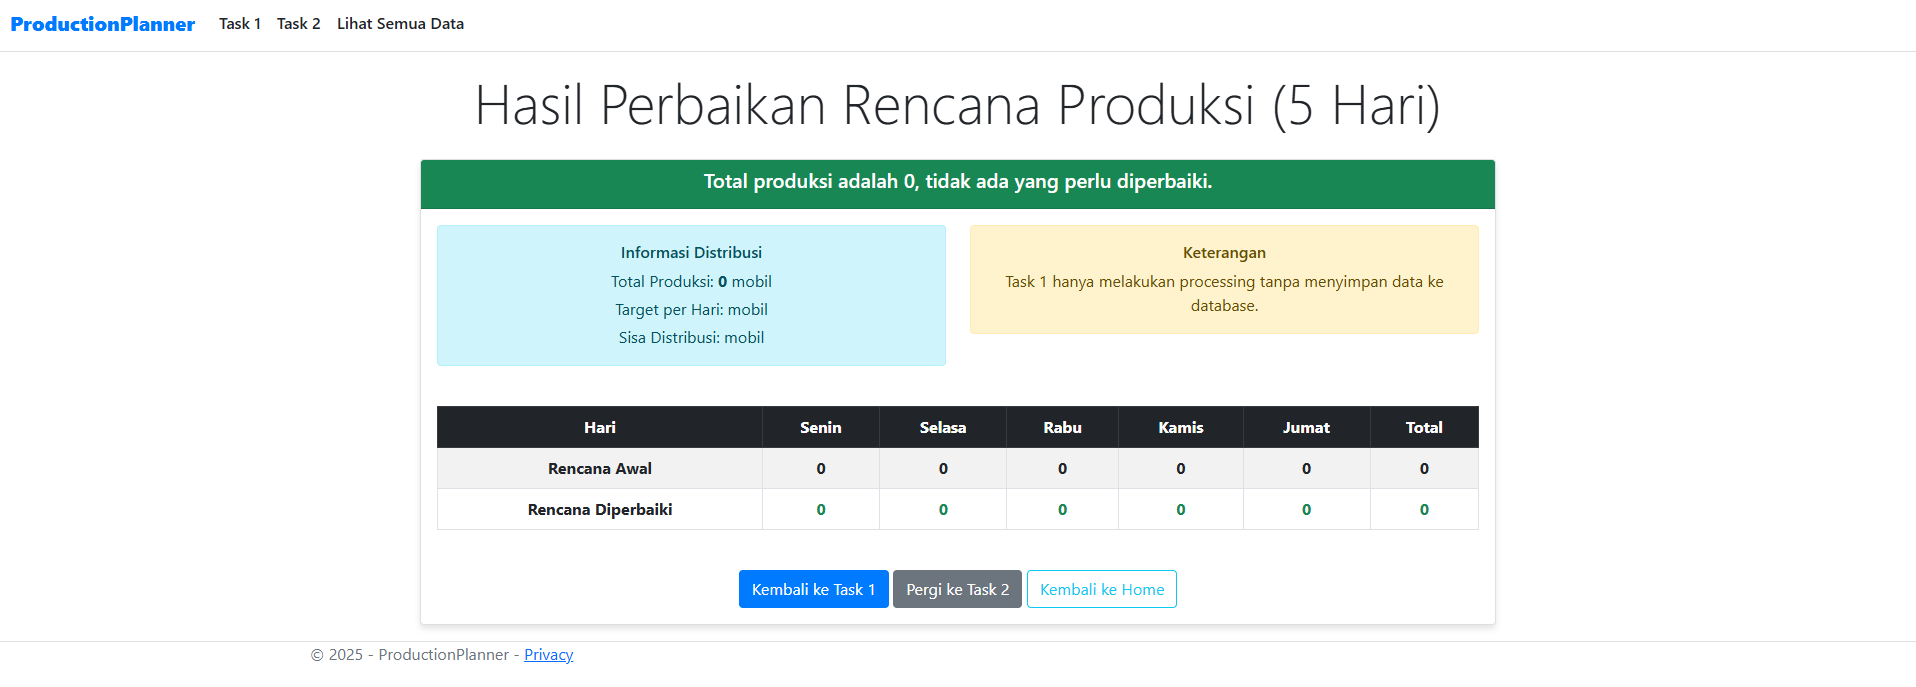 ProductionPlanner Task 1 Task 2 Lihat Semua Data
Hasil Perbaikan Rencana Produksi (5 Hari)
Total produksi adalah 0, tidak ada yang perlu diperbaiki.
Informasi Distribusi
Total Produksi: 0 mobil
Target per Hari: mobil
Sisa Distribusi: mobil
Keterangan
Task 1 hanya melakukan processing tanpa menyimpan data ke
database.
Hari Senin Selasa Rabu Kamis Jumat Total
Rencana Awal 0 0 0 0 0 0
Rencana Diperbaiki 0 0 0 0 0 0
Kembali ke Task 1 Pergi ke Task 2 Kembali ke Home
© 2025 - ProductionPlanner - Privacy